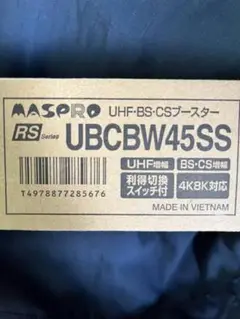 MASPRO UHF・BS・CSブースター
RS Series UBCBW45SS
UHF増幅 BS・CS増幅
利得切換スイッチ付 4K8K対応
T4978877285676
MADE IN VIETNAM